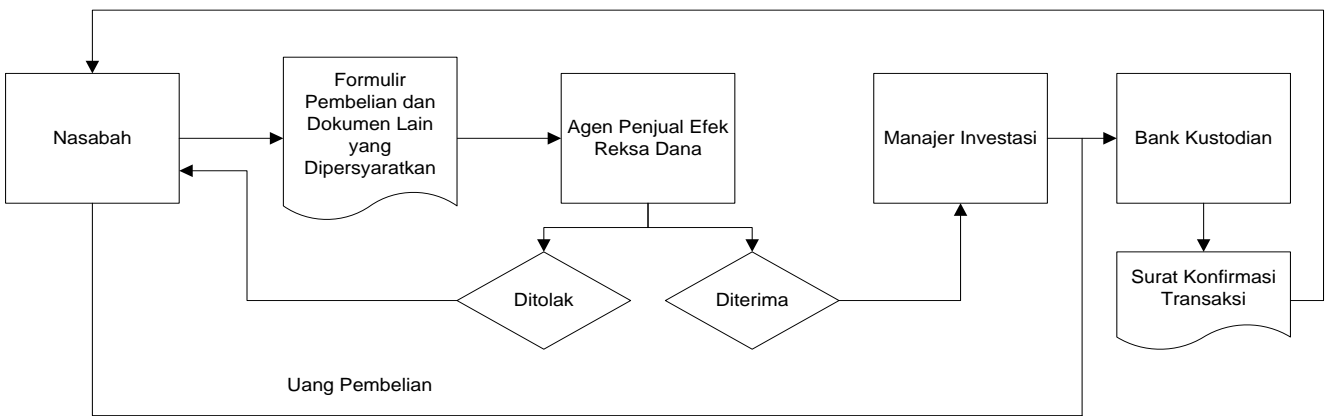 Nasabah
Formulir
Pembelian dan
Dokumen Lain
yang
Dipersyaratkan
Agen Penjual Efek
Reksa Dana
Manajer Investasi
Bank Kustodian
Ditolak
Diterima
Surat Konfirmasi
Transaksi
Uang Pembelian